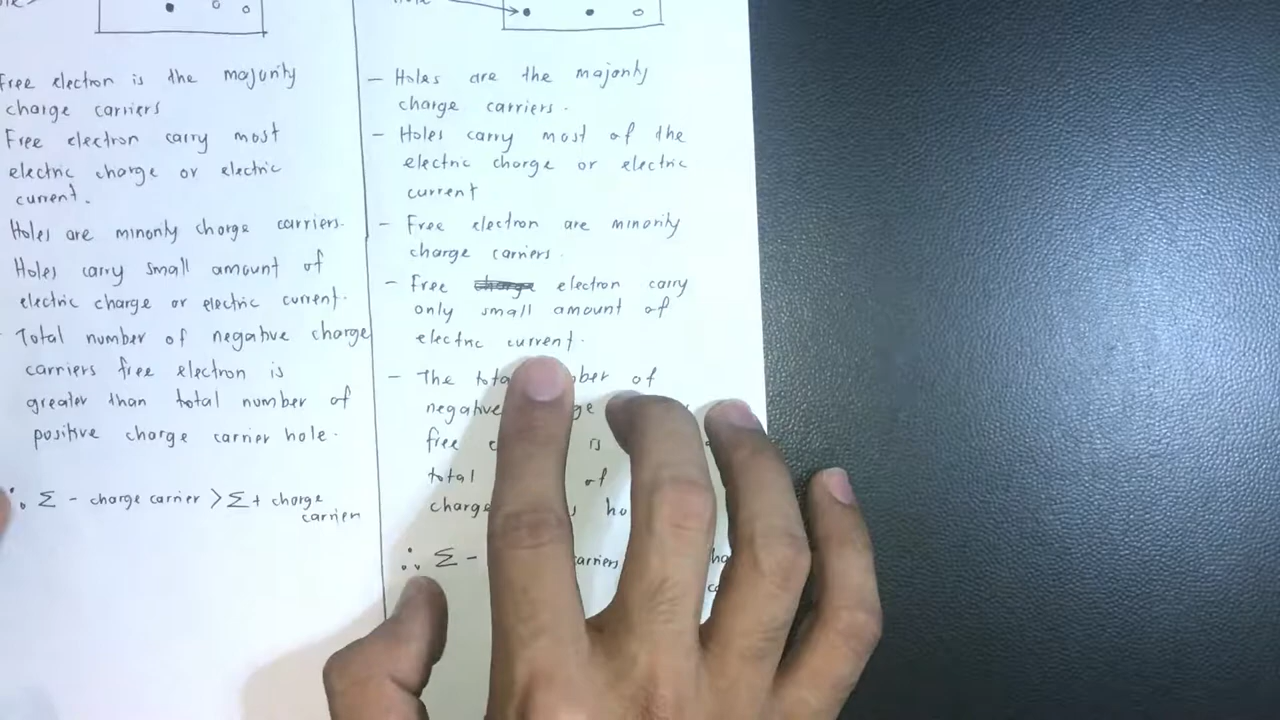 Free electron is the majority
charge carriers
Free electron carry most
electric charge or electric
current.
Holes are minority charge carriers.
Holes carry small amount of
electric charge or electric current.
Total number of negative charge
carriers free electron is
greater than total number of
positive charge carrier hole.
∴ Σ - charge carrier > Σ + charge
carrier
- Holes are the majority
charge carriers.
- Holes carry most of the
electric charge or electric
current
- Free electron are minority
charge carriers.
- Free electron carry
only small amount of
electric current.
- The of
negative
free is
total of
charge
∴ Σ - carriers